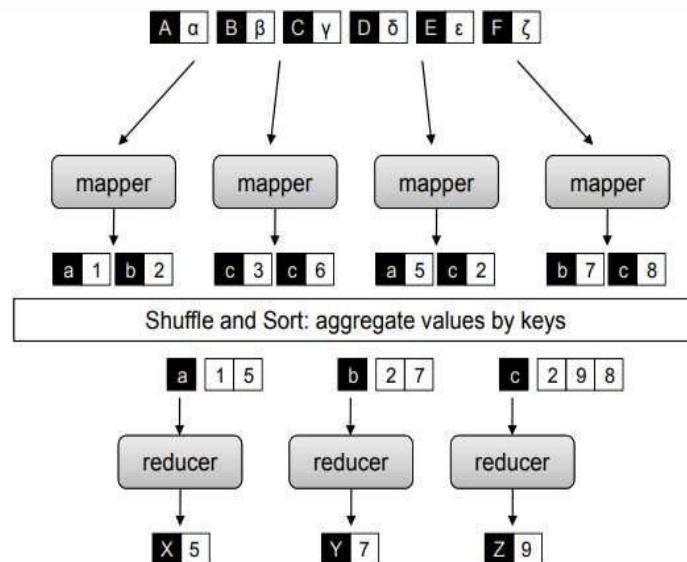 A α B β C γ D δ E ε F ζ
mapper mapper mapper mapper
a 1 b 2 c 3 c 6 a 5 c 2 b 7 c 8
Shuffle and Sort: aggregate values by keys
a 1 5 b 2 7 c 2 9 8
reducer reducer reducer
X 5 Y 7 Z 9